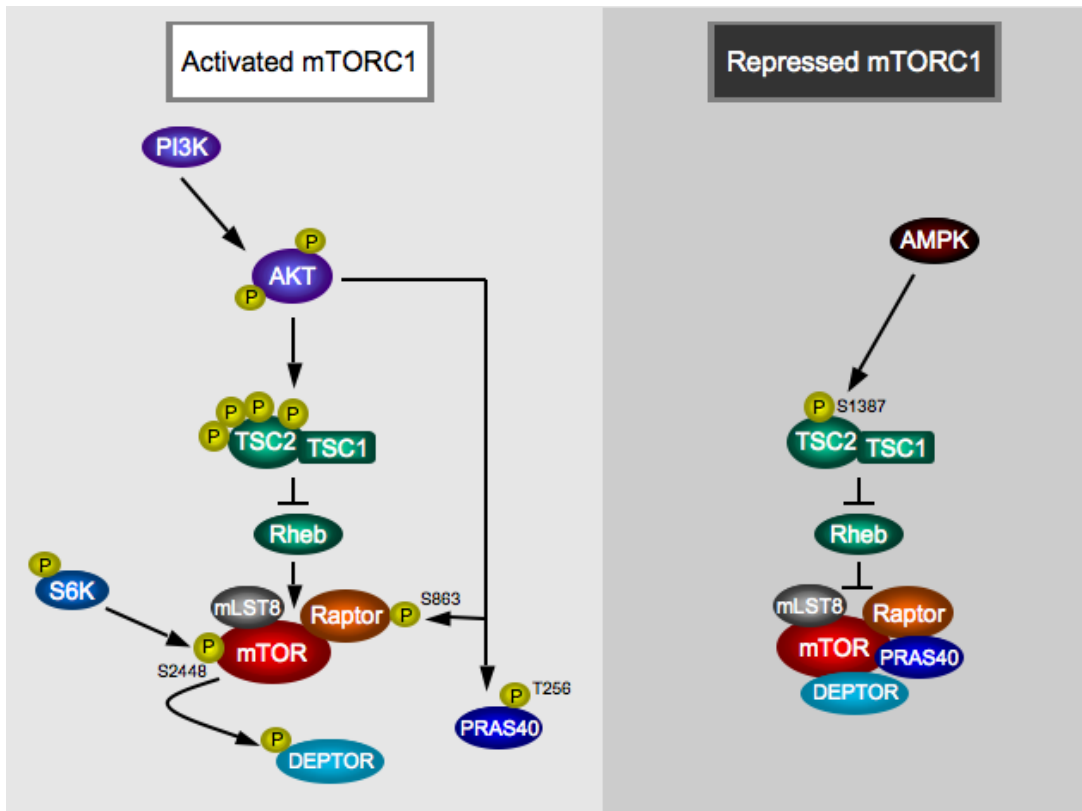 Activated mTORC1
PI3K
P
AKT
P
P
P
P
P
TSC2
TSC1
Rheb
P
S6K
mLST8
Raptor
P
S863
P
mTOR
S2448
P
T256
PRAS40
P
DEPTOR
Repressed mTORC1
AMPK
P
S1387
TSC2
TSC1
Rheb
mLST8
Raptor
mTOR
PRAS40
DEPTOR